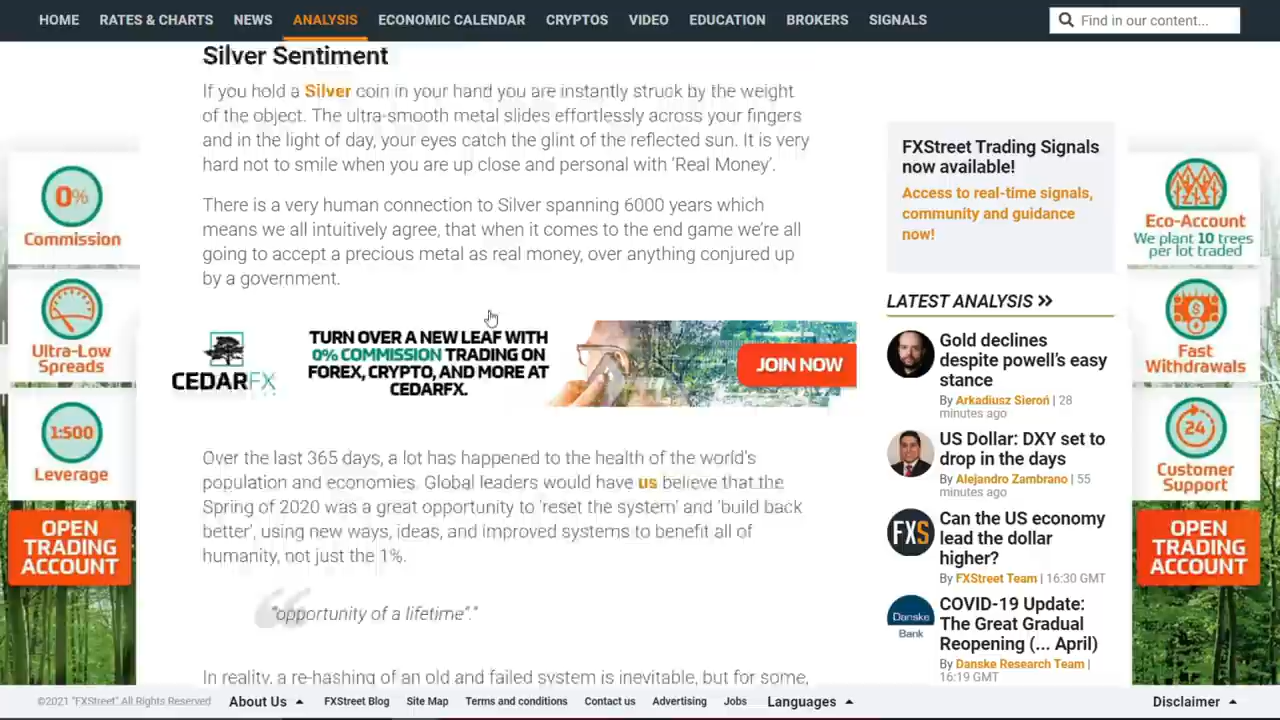 HOME RATES & CHARTS NEWS ANALYSIS ECONOMIC CALENDAR CRYPTOS VIDEO EDUCATION BROKERS SIGNALS Find in our content...
Silver Sentiment
If you hold a Silver coin in your hand you are instantly struck by the weight
of the object. The ultra-smooth metal slides effortlessly across your fingers
and in the light of day, your eyes catch the glint of the reflected sun. It is very
hard not to smile when you are up close and personal with ‘Real Money’.
There is a very human connection to Silver spanning 6000 years which
means we all intuitively agree, that when it comes to the end game we’re all
going to accept a precious metal as real money, over anything conjured up
by a government.
CEDARFX
TURN OVER A NEW LEAF WITH
0% COMMISSION TRADING ON
FOREX, CRYPTO, AND MORE AT
CEDARFX.
JOIN NOW
Over the last 365 days, a lot has happened to the health of the world’s
population and economies. Global leaders would have us believe that the
Spring of 2020 was a great opportunity to ‘reset the system’ and ‘build back
better’, using new ways, ideas, and improved systems to benefit all of
humanity, not just the 1%.
“opportunity of a lifetime”.”
In reality, a re-hashing of an old and failed system is inevitable, but for some,
0%
Commission
Ultra-Low
Spreads
1:500
Leverage
OPEN
TRADING
ACCOUNT
FXStreet Trading Signals
now available!
Access to real-time signals,
community and guidance
now!
LATEST ANALYSIS »
Gold declines
despite powell’s easy
stance
By Arkadiusz Sieroń | 28
minutes ago
US Dollar: DXY set to
drop in the days
By Alejandro Zambrano | 55
minutes ago
FXS
Can the US economy
lead the dollar
higher?
By FXStreet Team | 16:30 GMT
Danske
Bank
COVID-19 Update:
The Great Gradual
Reopening (... April)
By Danske Research Team |
16:19 GMT
Eco-Account
We plant 10 trees
per lot traded
Fast
Withdrawals
24
Customer
Support
OPEN
TRADING
ACCOUNT
©2021 "FXStreet" All Rights Reserved About Us FXStreet Blog Site Map Terms and conditions Contact us Advertising Jobs Languages Disclaimer